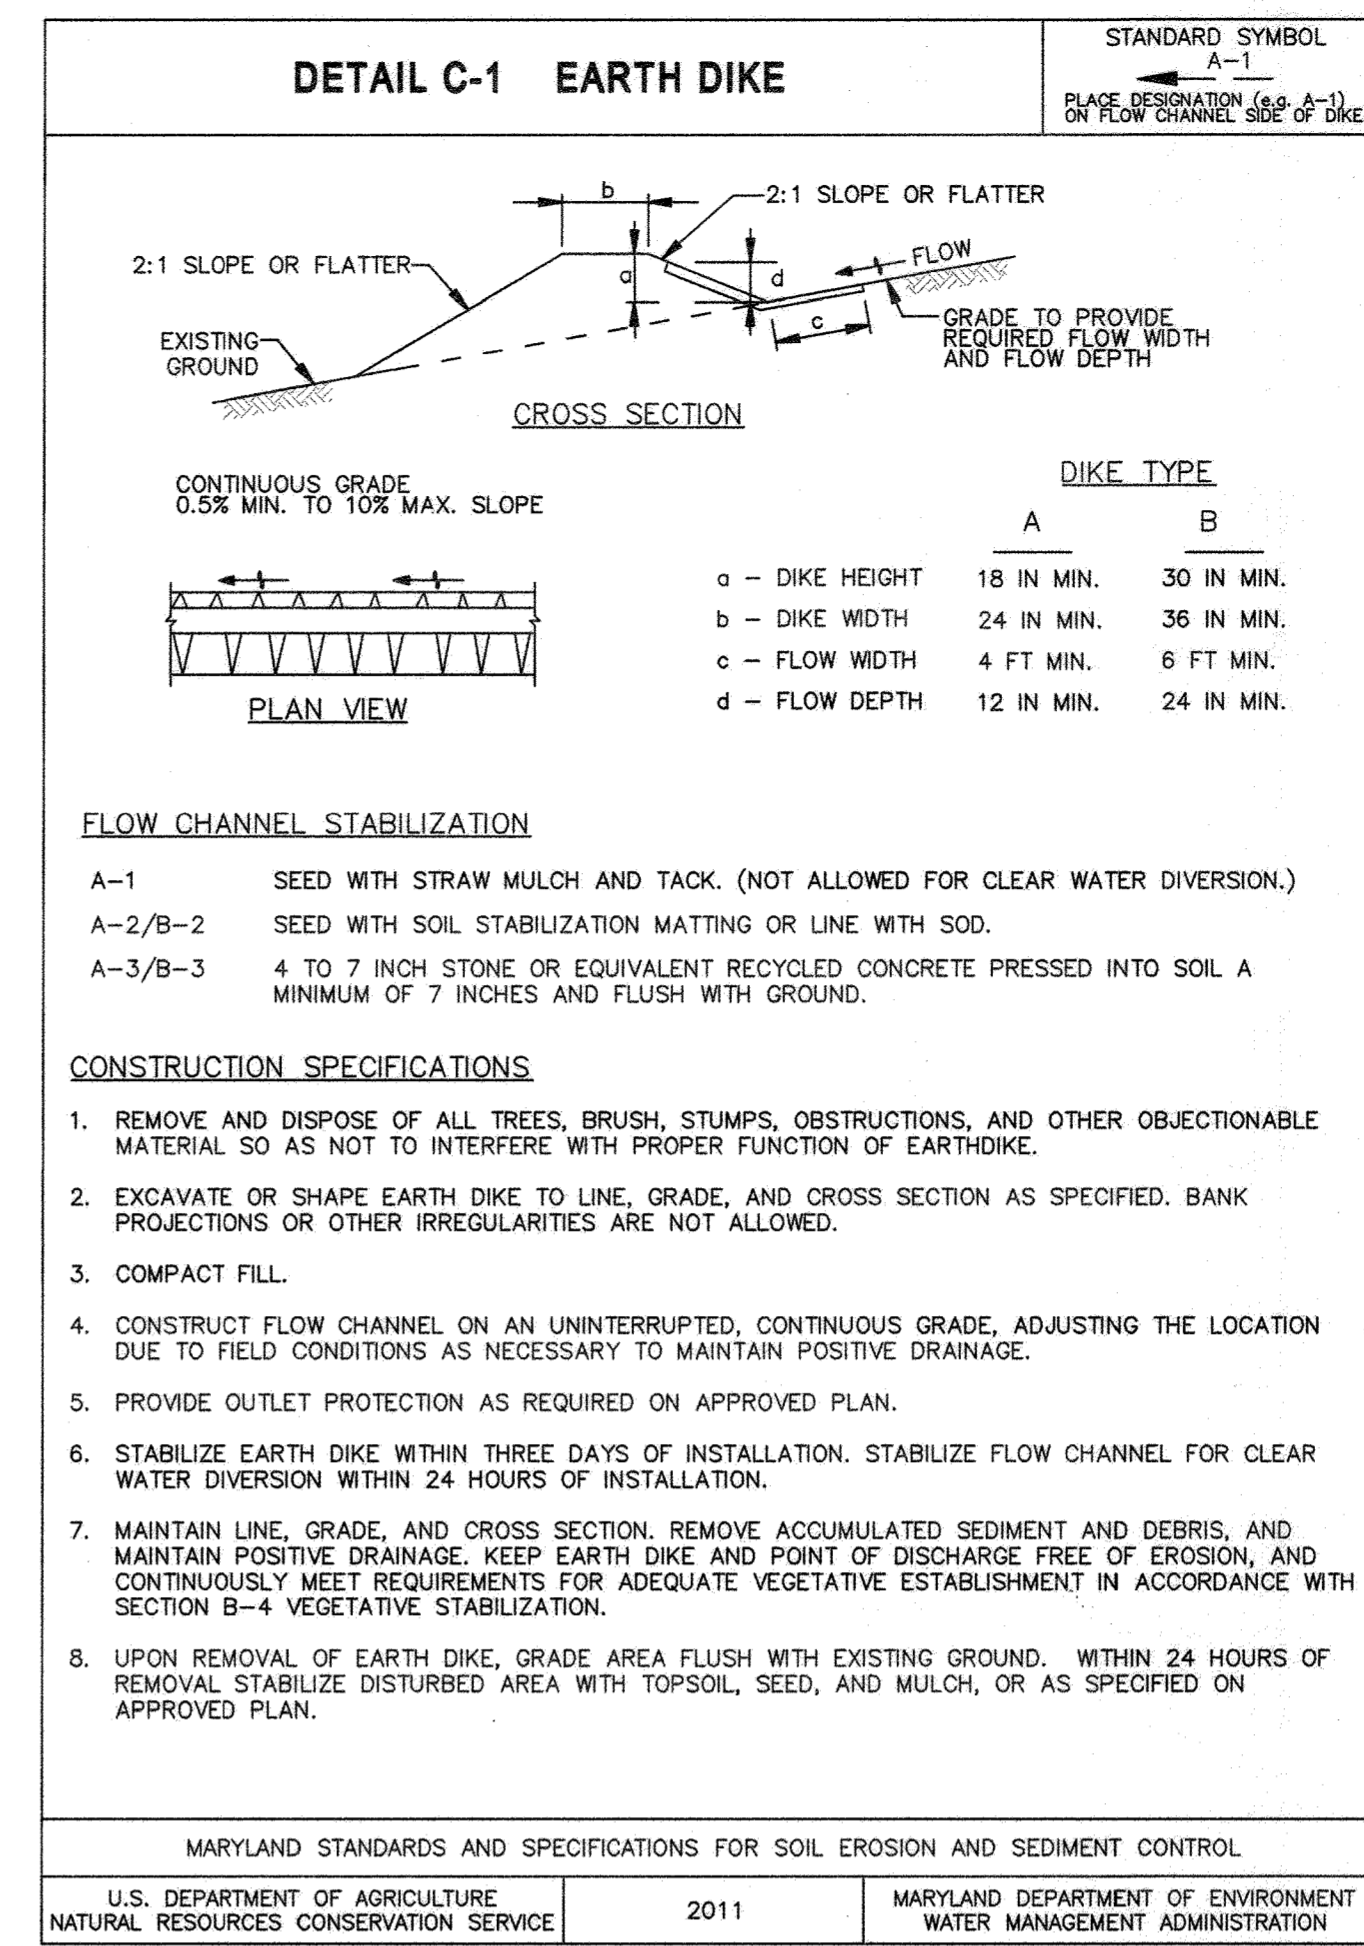 DETAIL C-1 EARTH DIKE
STANDARD SYMBOL
A-1
PLACE DESIGNATION (e.g. A-1)
ON FLOW CHANNEL SIDE OF DIKE
b
2:1 SLOPE OR FLATTER
2:1 SLOPE OR FLATTER
a
d
FLOW
c
EXISTING
GROUND
GRADE TO PROVIDE
REQUIRED FLOW WIDTH
AND FLOW DEPTH
CROSS SECTION
CONTINUOUS GRADE
0.5% MIN. TO 10% MAX. SLOPE
PLAN VIEW
DIKE TYPE
A B
a - DIKE HEIGHT 18 IN MIN. 30 IN MIN.
b - DIKE WIDTH 24 IN MIN. 36 IN MIN.
c - FLOW WIDTH 4 FT MIN. 6 FT MIN.
d - FLOW DEPTH 12 IN MIN. 24 IN MIN.
FLOW CHANNEL STABILIZATION
A-1 SEED WITH STRAW MULCH AND TACK. (NOT ALLOWED FOR CLEAR WATER DIVERSION.)
A-2/B-2 SEED WITH SOIL STABILIZATION MATTING OR LINE WITH SOD.
A-3/B-3 4 TO 7 INCH STONE OR EQUIVALENT RECYCLED CONCRETE PRESSED INTO SOIL A
MINIMUM OF 7 INCHES AND FLUSH WITH GROUND.
CONSTRUCTION SPECIFICATIONS
1. REMOVE AND DISPOSE OF ALL TREES, BRUSH, STUMPS, OBSTRUCTIONS, AND OTHER OBJECTIONABLE
MATERIAL SO AS NOT TO INTERFERE WITH PROPER FUNCTION OF EARTHDIKE.
2. EXCAVATE OR SHAPE EARTH DIKE TO LINE, GRADE, AND CROSS SECTION AS SPECIFIED. BANK
PROJECTIONS OR OTHER IRREGULARITIES ARE NOT ALLOWED.
3. COMPACT FILL.
4. CONSTRUCT FLOW CHANNEL ON AN UNINTERRUPTED, CONTINUOUS GRADE, ADJUSTING THE LOCATION
DUE TO FIELD CONDITIONS AS NECESSARY TO MAINTAIN POSITIVE DRAINAGE.
5. PROVIDE OUTLET PROTECTION AS REQUIRED ON APPROVED PLAN.
6. STABILIZE EARTH DIKE WITHIN THREE DAYS OF INSTALLATION. STABILIZE FLOW CHANNEL FOR CLEAR
WATER DIVERSION WITHIN 24 HOURS OF INSTALLATION.
7. MAINTAIN LINE, GRADE, AND CROSS SECTION. REMOVE ACCUMULATED SEDIMENT AND DEBRIS, AND
MAINTAIN POSITIVE DRAINAGE. KEEP EARTH DIKE AND POINT OF DISCHARGE FREE OF EROSION, AND
CONTINUOUSLY MEET REQUIREMENTS FOR ADEQUATE VEGETATIVE ESTABLISHMENT IN ACCORDANCE WITH
SECTION B-4 VEGETATIVE STABILIZATION.
8. UPON REMOVAL OF EARTH DIKE, GRADE AREA FLUSH WITH EXISTING GROUND. WITHIN 24 HOURS OF
REMOVAL STABILIZE DISTURBED AREA WITH TOPSOIL, SEED, AND MULCH, OR AS SPECIFIED ON
APPROVED PLAN.
MARYLAND STANDARDS AND SPECIFICATIONS FOR SOIL EROSION AND SEDIMENT CONTROL
U.S. DEPARTMENT OF AGRICULTURE
NATURAL RESOURCES CONSERVATION SERVICE
2011
MARYLAND DEPARTMENT OF ENVIRONMENT
WATER MANAGEMENT ADMINISTRATION